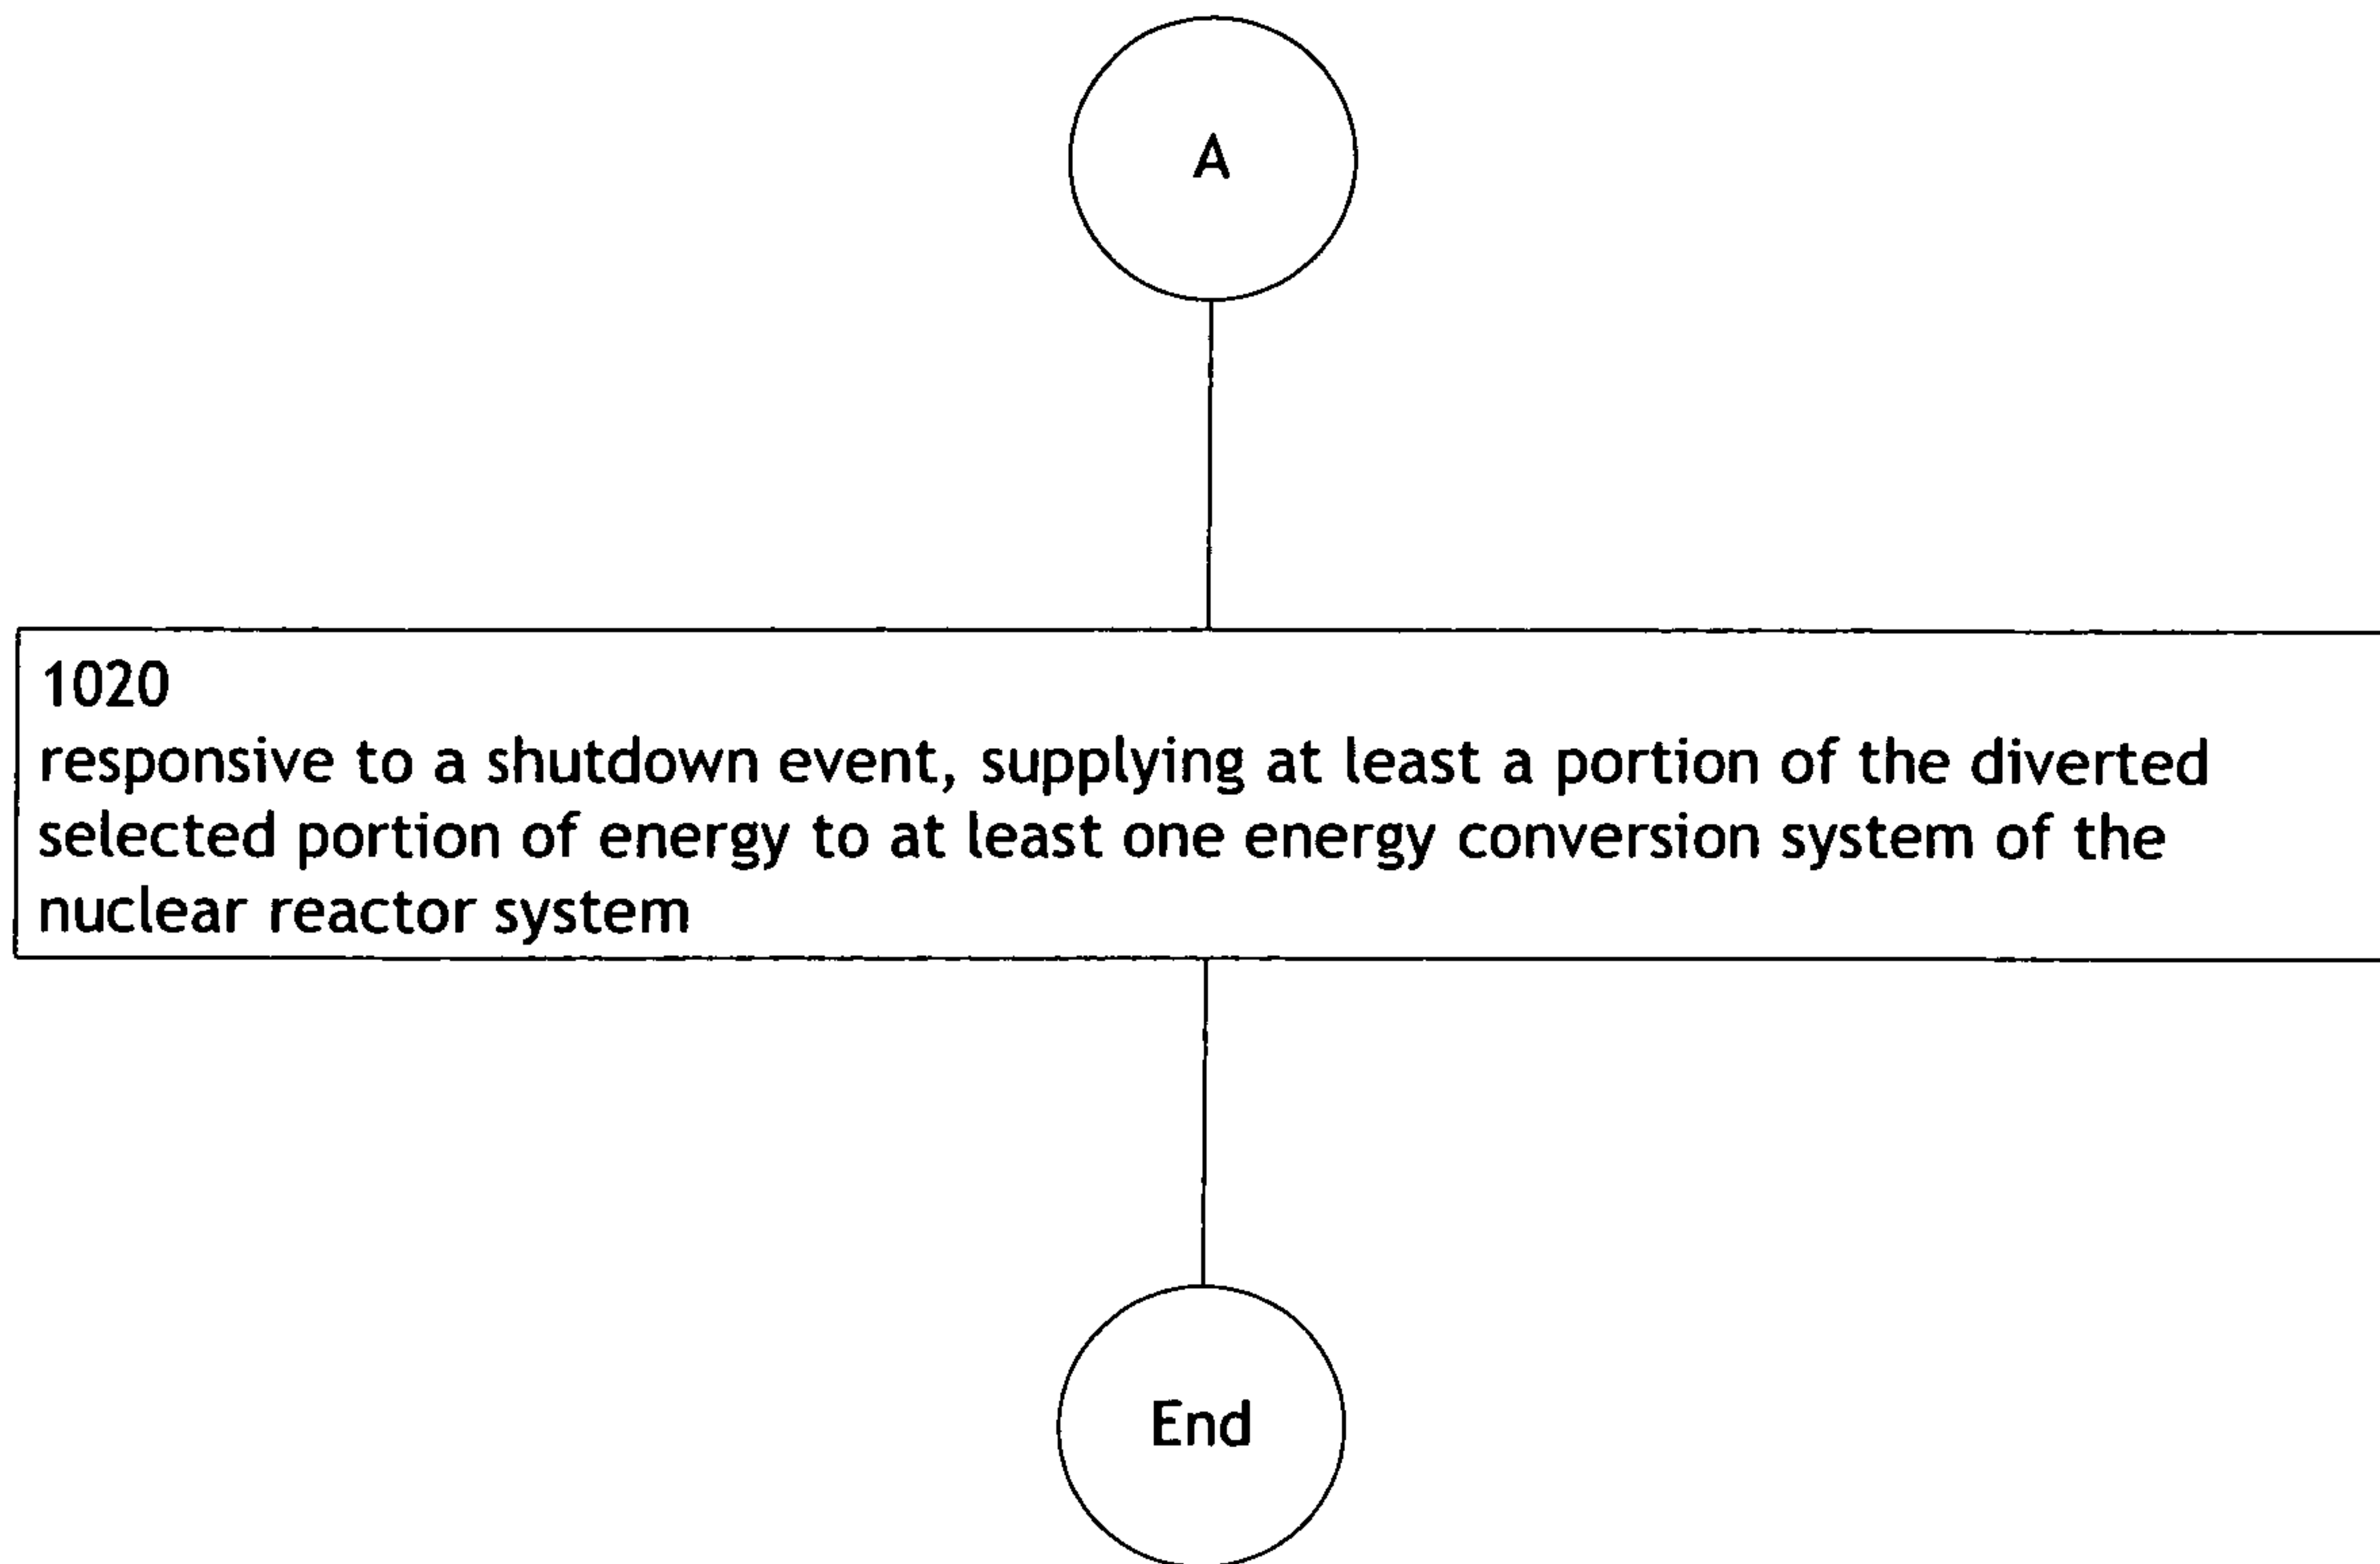 A
1020
responsive to a shutdown event, supplying at least a portion of the diverted
selected portion of energy to at least one energy conversion system of the
nuclear reactor system
End